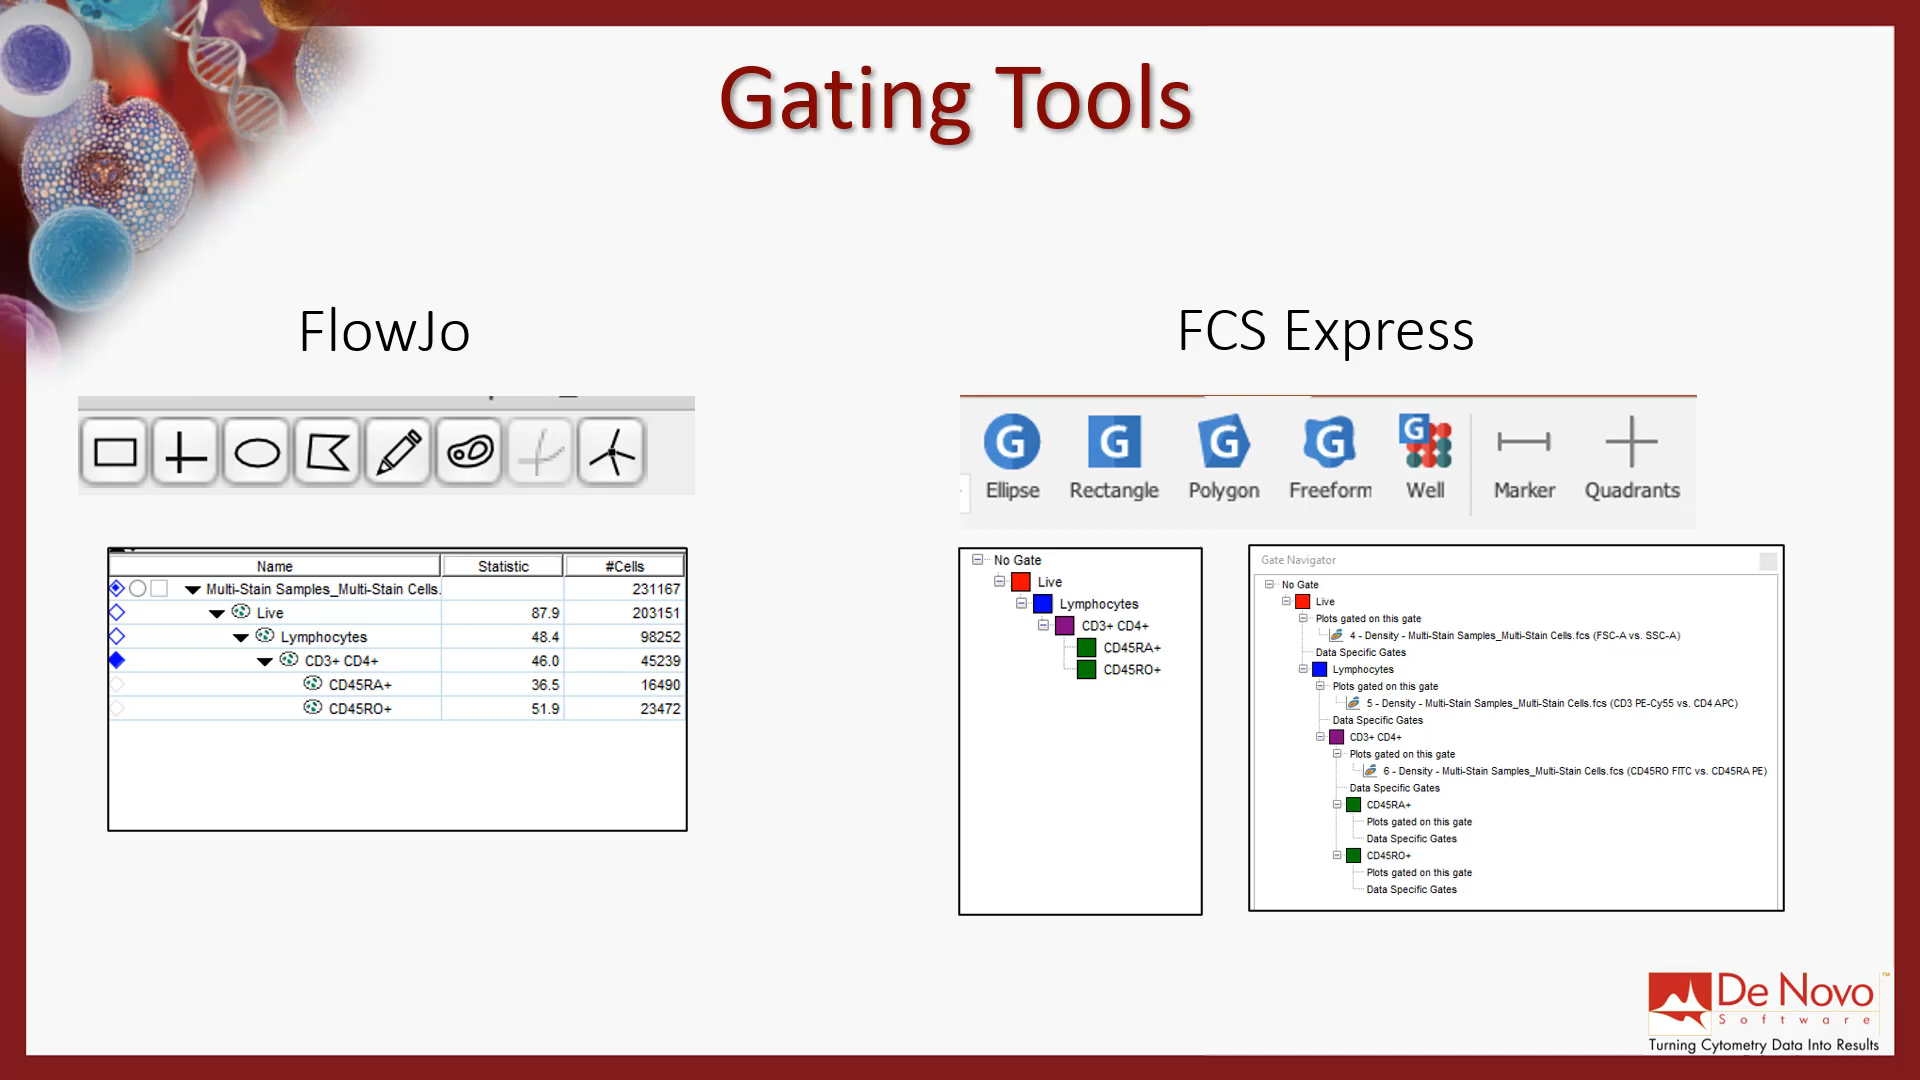 Gating Tools
FlowJo
FCS Express
Ellipse Rectangle Polygon Freeform Well Marker Quadrants
Name Statistic #Cells
Multi-Stain Samples_Multi-Stain Cells. 231167
Live 87.9 203151
Lymphocytes 48.4 98252
CD3+ CD4+ 46.0 45239
CD45RA+ 36.5 16490
CD45RO+ 51.9 23472
No Gate
Live
Lymphocytes
CD3+ CD4+
CD45RA+
CD45RO+
Gate Navigator
No Gate
Live
Plots gated on this gate
4 - Density - Multi-Stain Samples_Multi-Stain Cells.fcs (FSC-A vs. SSC-A)
Data Specific Gates
Lymphocytes
Plots gated on this gate
5 - Density - Multi-Stain Samples_Multi-Stain Cells.fcs (CD3 PE-Cy55 vs. CD4 APC)
Data Specific Gates
CD3+ CD4+
Plots gated on this gate
6 - Density - Multi-Stain Samples_Multi-Stain Cells.fcs (CD45RO FITC vs. CD45RA PE)
Data Specific Gates
CD45RA+
Plots gated on this gate
Data Specific Gates
CD45RO+
Plots gated on this gate
Data Specific Gates
De Novo ™
Software
Turning Cytometry Data Into Results